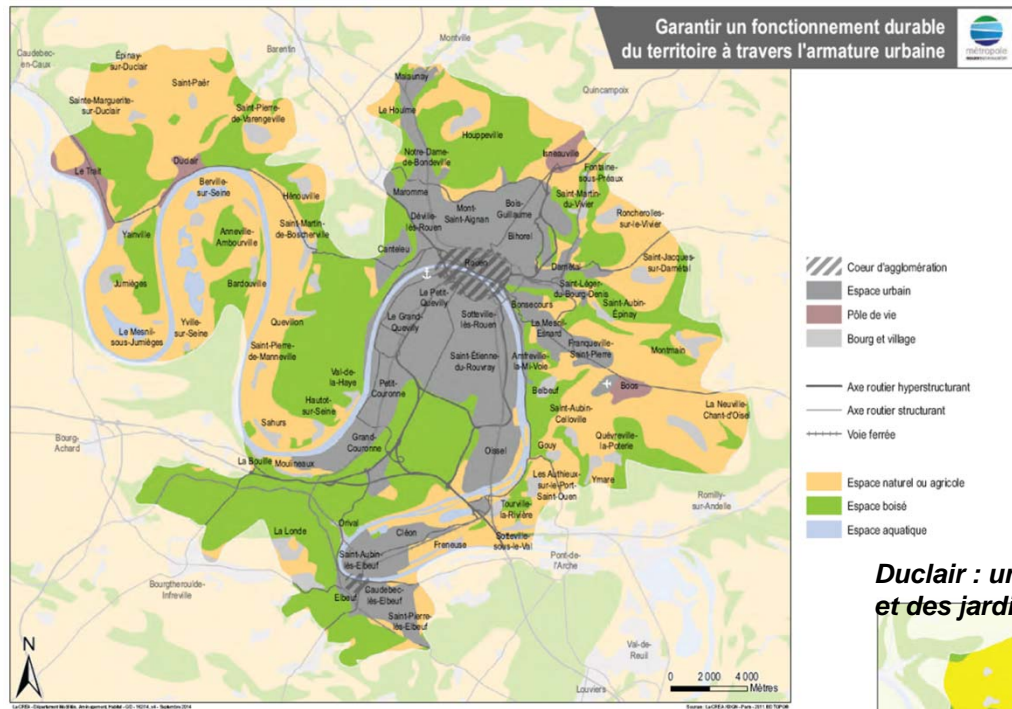 Garantir un fonctionnement durable
du territoire à travers l'armature urbaine
métropole
Caudebec-
en-Caux
Épinay-
sur-Duclair
Barentin
Montville
Quincampoix
Sainte-Marguerite-
sur-Duclair
Saint-Paër
Saint-Pierre-
de-Varengeville
Malaunay
Le Houlme
Houppeville
Isneauville
Notre-Dame-
de-Bondeville
Fontaine-
sous-Préaux
Le Trait
Duclair
Berville-
sur-Seine
Hénouville
Maromme
Mont-
Saint-Aignan
Bois-
Guillaume
Saint-Martin-
du-Vivier
Roncherolles-
sur-le-Vivier
Yainville
Anneville-
Ambourville
Saint-Martin-
de-Boscherville
Déville-
lès-Rouen
Bihorel
Canteleu
Rouen
Darnétal
Saint-Jacques-
sur-Darnétal
Jumièges
Bardouville
Saint-Léger-
du-Bourg-Denis
Le Petit-
Quevilly
Bonsecours
Saint-Aubin-
Épinay
Le Mesnil-
sous-Jumièges
Yville-
sur-Seine
Quevillon
Le Grand-
Quevilly
Sotteville-
lès-Rouen
Le Mesnil-
Esnard
Franqueville-
Saint-Pierre
Montmain
Saint-Pierre-
de-Manneville
Saint-Étienne-
du-Rouvray
Amfreville-
la-Mi-Voie
Val-de-
la-Haye
Petit-
Couronne
Belbeuf
Boos
Hautot-
sur-Seine
Saint-Aubin-
Celloville
La Neuville-
Chant-d'Oisel
Sahurs
Grand-
Couronne
Quévreville-
la-Poterie
Bourg-
Achard
La Bouille
Moulineaux
Oissel
Gouy
Les Authieux-
sur-le-Port-
Saint-Ouen
Ymare
Romilly-
sur-Andelle
Tourville-
la-Rivière
La Londe
Orival
Cléon
Freneuse
Sotteville-
sous-le-Val
Saint-Aubin-
lès-Elbeuf
Pont-de-
l'Arche
Bourgtheroulde-
Infreville
Elbeuf
Caudebec-
lès-Elbeuf
Saint-Pierre-
lès-Elbeuf
Val-de-
Reuil
Louviers
N
0 2 000 4 000
Mètres
Coeur d'agglomération
Espace urbain
Pôle de vie
Bourg et village
Axe routier hyperstructurant
Axe routier structurant
Voie ferrée
Espace naturel ou agricole
Espace boisé
Espace aquatique
Duclair : un
et des jardi